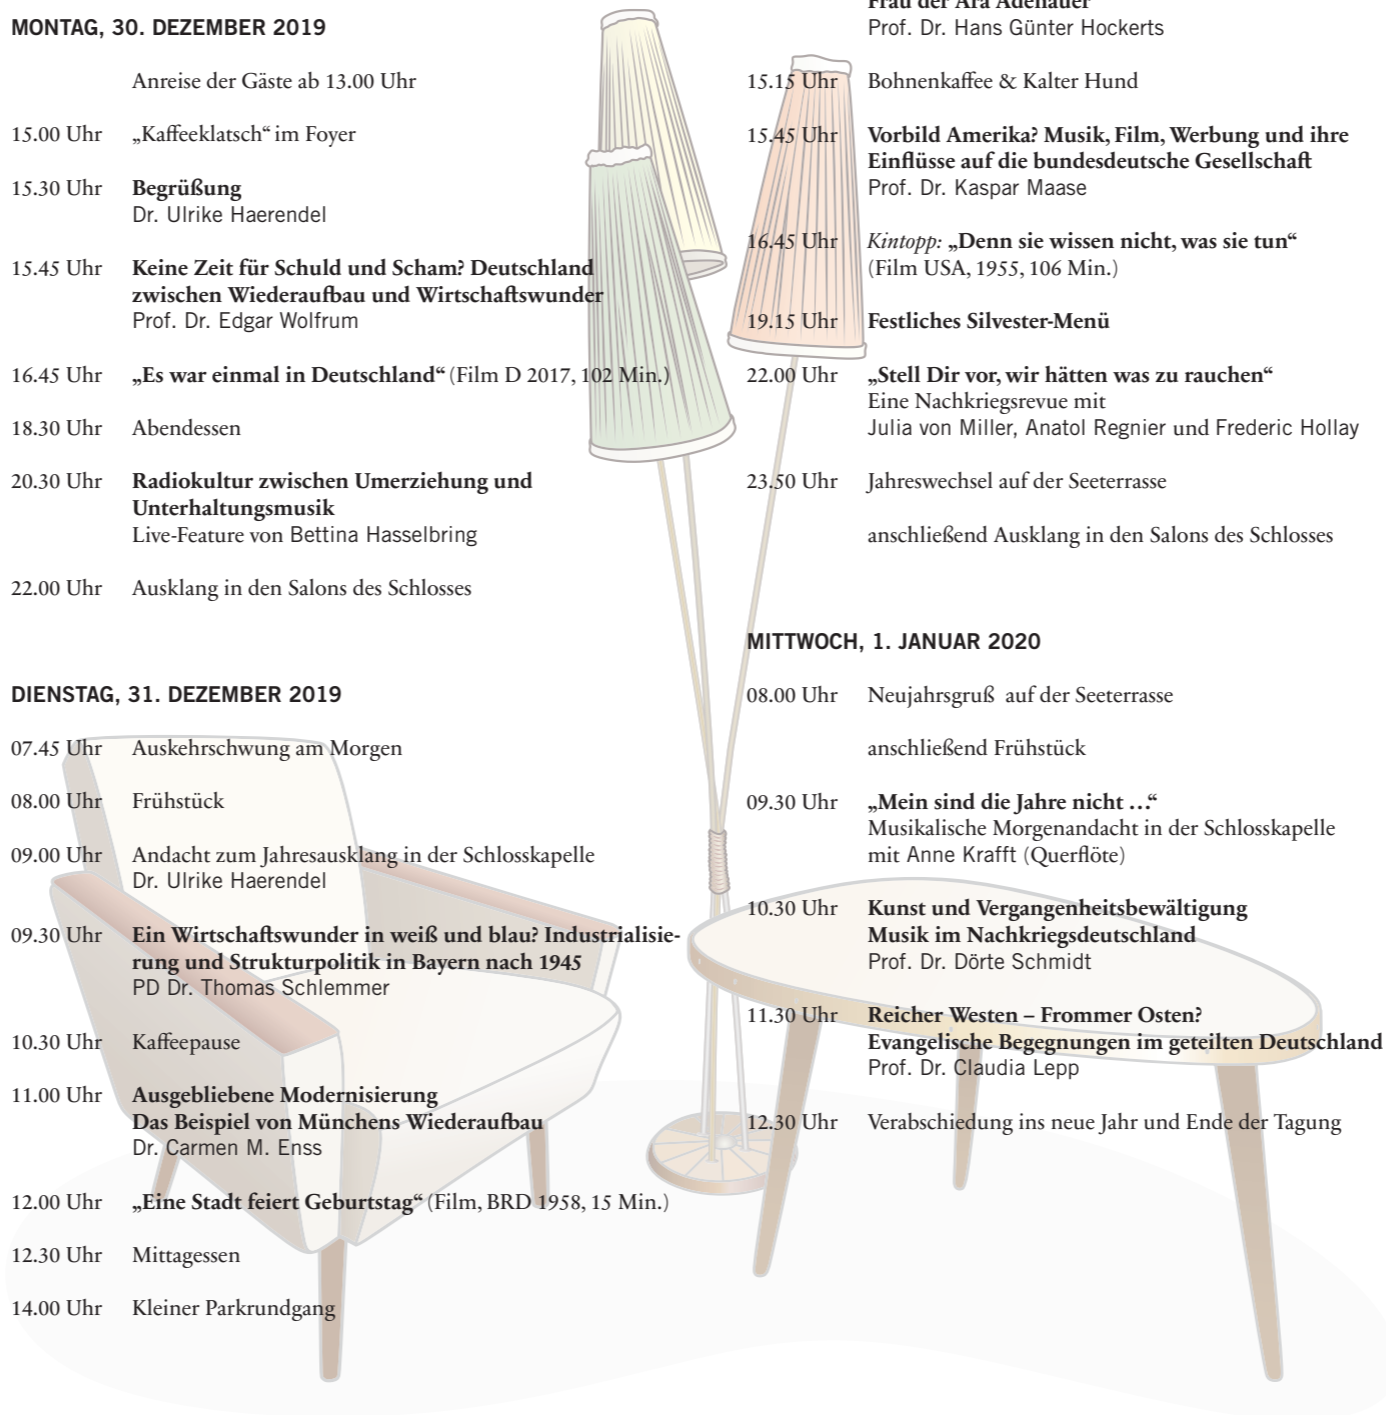 MONTAG, 30. DEZEMBER 2019
Anreise der Gäste ab 13.00 Uhr
15.00 Uhr „Kaffeeklatsch“ im Foyer
15.30 Uhr Begrüßung
Dr. Ulrike Haerendel
15.45 Uhr Keine Zeit für Schuld und Scham? Deutschland
zwischen Wiederaufbau und Wirtschaftswunder
Prof. Dr. Edgar Wolfrum
16.45 Uhr „Es war einmal in Deutschland“ (Film D 2017, 102 Min.)
18.30 Uhr Abendessen
20.30 Uhr Radiokultur zwischen Umerziehung und
Unterhaltungsmusik
Live-Feature von Bettina Hasselbring
22.00 Uhr Ausklang in den Salons des Schlosses
DIENSTAG, 31. DEZEMBER 2019
07.45 Uhr Auskehrschwung am Morgen
08.00 Uhr Frühstück
09.00 Uhr Andacht zum Jahresausklang in der Schlosskapelle
Dr. Ulrike Haerendel
09.30 Uhr Ein Wirtschaftswunder in weiß und blau? Industrialisie-
rung und Strukturpolitik in Bayern nach 1945
PD Dr. Thomas Schlemmer
10.30 Uhr Kaffeepause
11.00 Uhr Ausgebliebene Modernisierung
Das Beispiel von Münchens Wiederaufbau
Dr. Carmen M. Enss
12.00 Uhr „Eine Stadt feiert Geburtstag“ (Film, BRD 1958, 15 Min.)
12.30 Uhr Mittagessen
14.00 Uhr Kleiner Parkrundgang
Frau der Ära Adenauer
Prof. Dr. Hans Günter Hockerts
15.15 Uhr Bohnenkaffee & Kalter Hund
15.45 Uhr Vorbild Amerika? Musik, Film, Werbung und ihre
Einflüsse auf die bundesdeutsche Gesellschaft
Prof. Dr. Kaspar Maase
16.45 Uhr Kintopp: „Denn sie wissen nicht, was sie tun“
(Film USA, 1955, 106 Min.)
19.15 Uhr Festliches Silvester-Menü
22.00 Uhr „Stell Dir vor, wir hätten was zu rauchen“
Eine Nachkriegsrevue mit
Julia von Miller, Anatol Regnier und Frederic Hollay
23.50 Uhr Jahreswechsel auf der Seeterrasse
anschließend Ausklang in den Salons des Schlosses
MITTWOCH, 1. JANUAR 2020
08.00 Uhr Neujahrsgruß auf der Seeterrasse
anschließend Frühstück
09.30 Uhr „Mein sind die Jahre nicht …“
Musikalische Morgenandacht in der Schlosskapelle
mit Anne Krafft (Querflöte)
10.30 Uhr Kunst und Vergangenheitsbewältigung
Musik im Nachkriegsdeutschland
Prof. Dr. Dörte Schmidt
11.30 Uhr Reicher Westen – Frommer Osten?
Evangelische Begegnungen im geteilten Deutschland
Prof. Dr. Claudia Lepp
12.30 Uhr Verabschiedung ins neue Jahr und Ende der Tagung